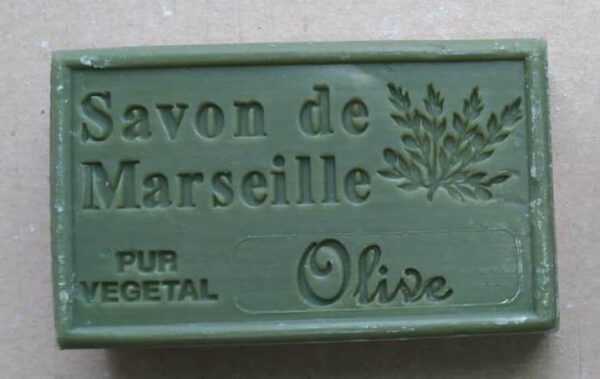 Savon de
Marseille
PUR
VEGETAL
Olive